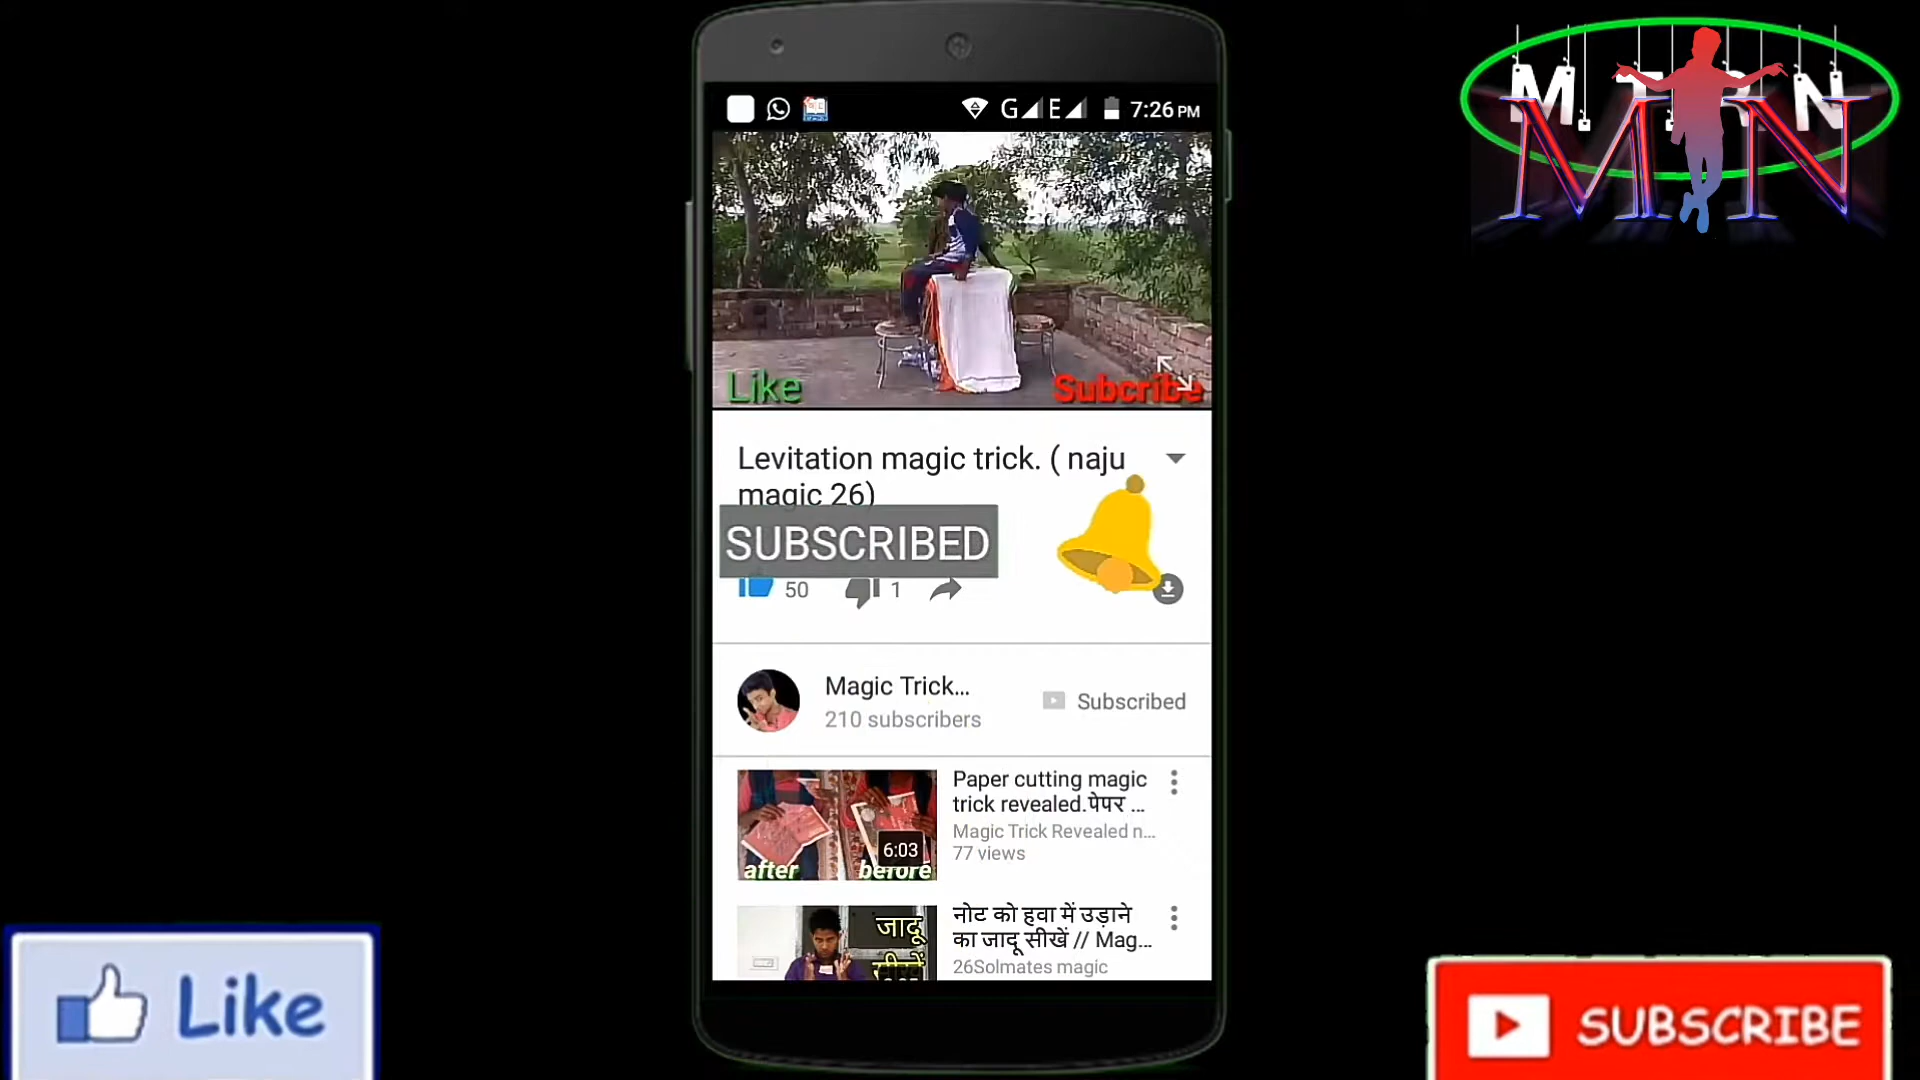 G E 7:26 PM
M T R N
M N
Like
Subcribe
Levitation magic trick. ( naju
magic 26)
SUBSCRIBED
50 1
Magic Trick...
210 subscribers
Subscribed
Paper cutting magic
trick revealed.पेपर ...
Magic Trick Revealed n...
77 views
6:03
after before
नोट को हवा में उड़ाने
का जादू सीखें // Mag...
26Solmates magic
जादू
सीखें
Like
SUBSCRIBE